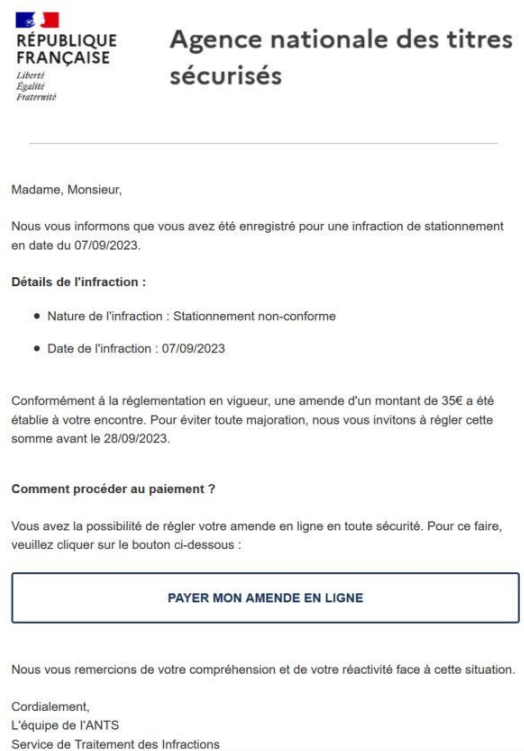 RÉPUBLIQUE
FRANÇAISE
Liberté
Égalité
Fraternité
Agence nationale des titres
sécurisés
Madame, Monsieur,
Nous vous informons que vous avez été enregistré pour une infraction de stationnement
en date du 07/09/2023.
Détails de l'infraction :
• Nature de l'infraction : Stationnement non-conforme
• Date de l'infraction : 07/09/2023
Conformément à la réglementation en vigueur, une amende d'un montant de 35€ a été
établie à votre encontre. Pour éviter toute majoration, nous vous invitons à régler cette
somme avant le 28/09/2023.
Comment procéder au paiement ?
Vous avez la possibilité de régler votre amende en ligne en toute sécurité. Pour ce faire,
veuillez cliquer sur le bouton ci-dessous :
PAYER MON AMENDE EN LIGNE
Nous vous remercions de votre compréhension et de votre réactivité face à cette situation.
Cordialement,
L'équipe de l'ANTS
Service de Traitement des Infractions